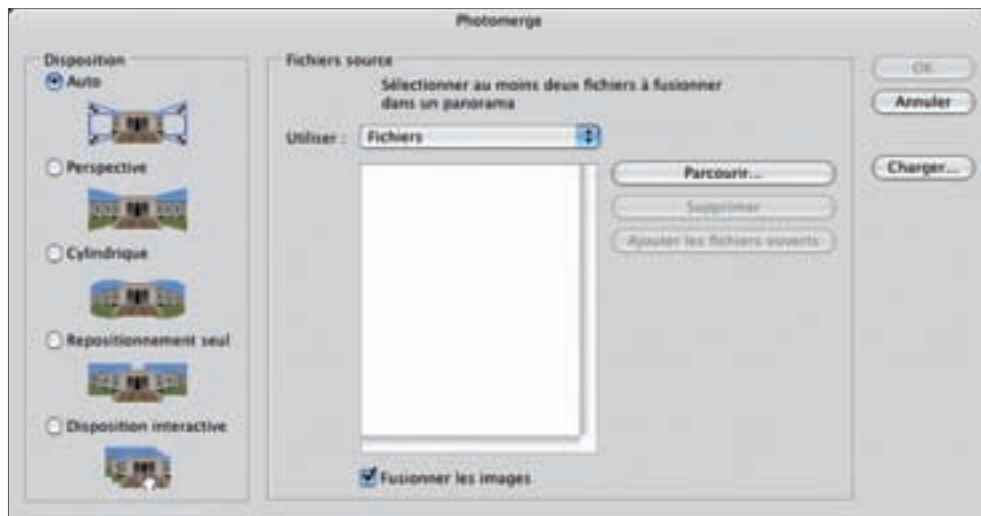 Photomerge
Disposition
Auto
Perspective
Cylindrique
Repositionnement seul
Disposition interactive
Fichiers source
Sélectionner au moins deux fichiers à fusionner
dans un panorama
Utiliser : Fichiers
Parcourir...
Supprimer
Ajouter les fichiers ouverts
Fusionner les images
OK
Annuler
Charger...